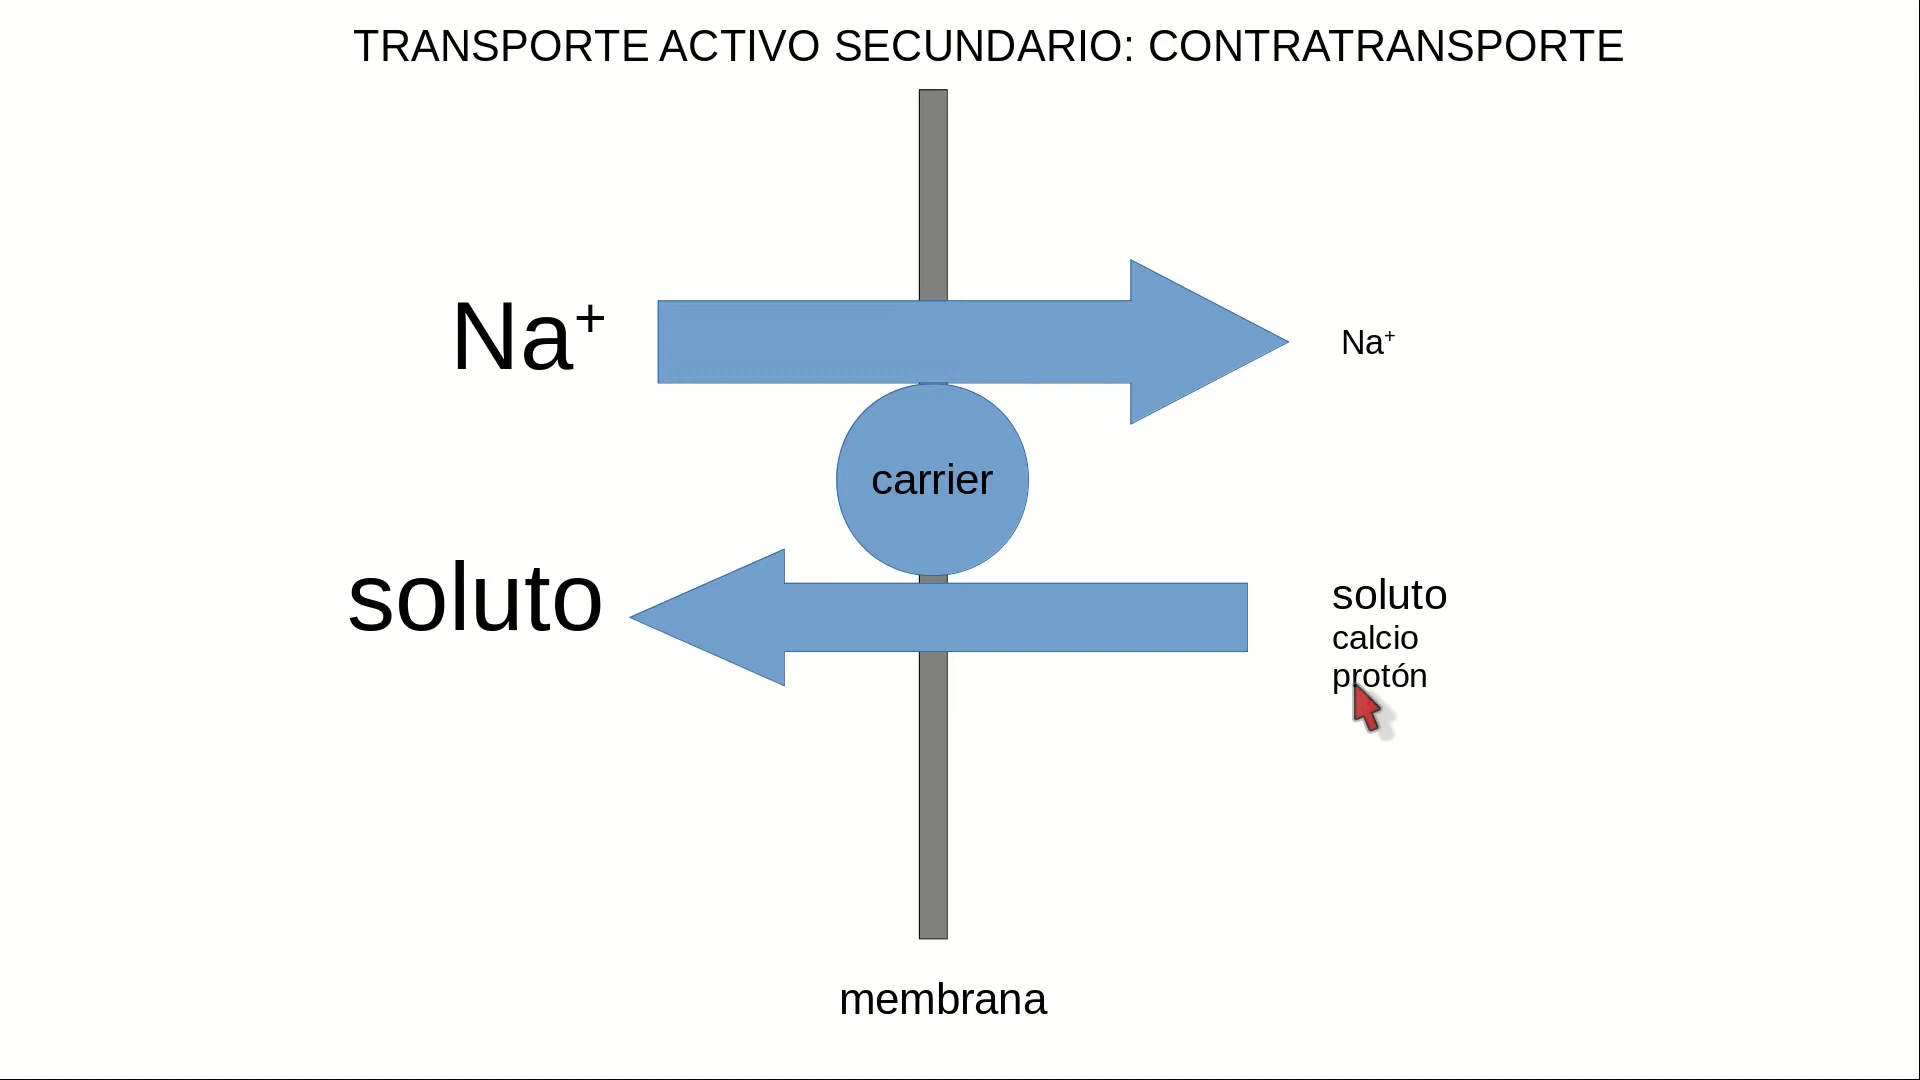 TRANSPORTE ACTIVO SECUNDARIO: CONTRATRANSPORTE
Na⁺
Na⁺
carrier
soluto
soluto
calcio
protón
membrana